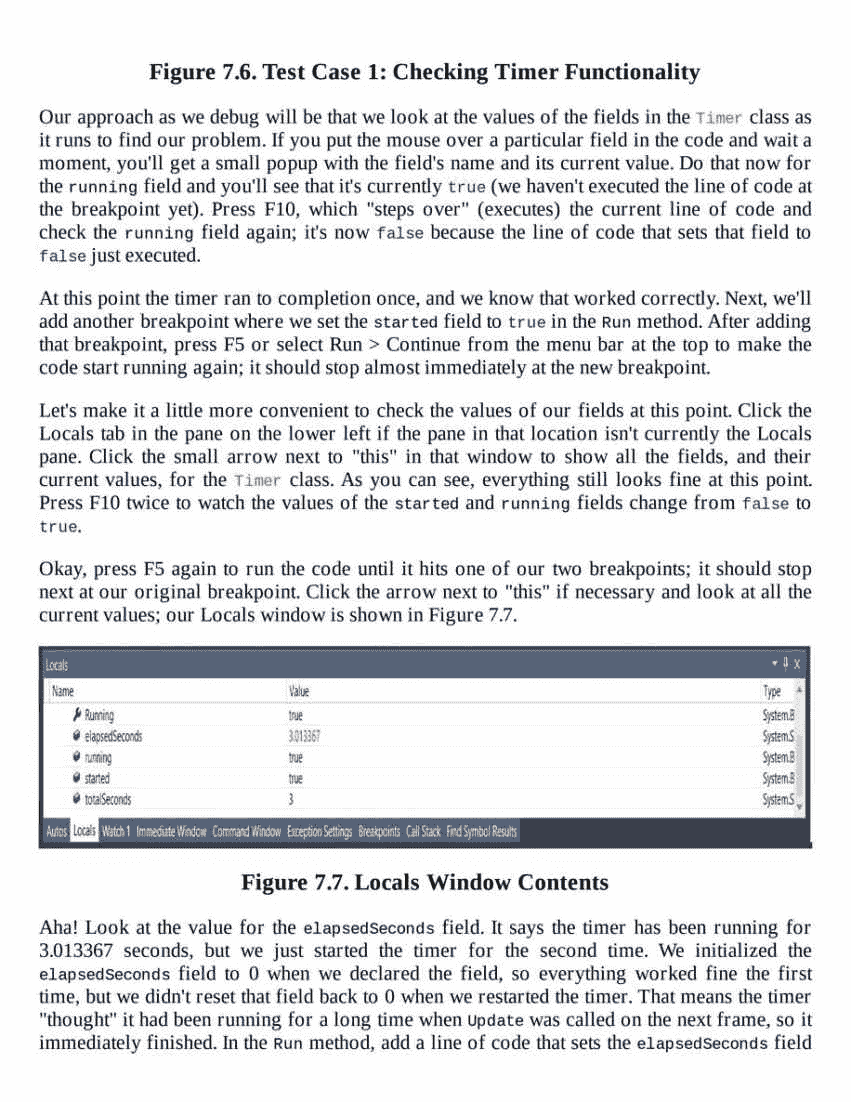 Figure 7.6. Test Case 1: Checking Timer Functionality
Our approach as we debug will be that we look at the values of the fields in the Timer class as
it runs to find our problem. If you put the mouse over a particular field in the code and wait a
moment, you'll get a small popup with the field's name and its current value. Do that now for
the running field and you'll see that it's currently true (we haven't executed the line of code at
the breakpoint yet). Press F10, which "steps over" (executes) the current line of code and
check the running field again; it's now false because the line of code that sets that field to
false just executed.
At this point the timer ran to completion once, and we know that worked correctly. Next, we'll
add another breakpoint where we set the started field to true in the Run method. After adding
that breakpoint, press F5 or select Run > Continue from the menu bar at the top to make the
code start running again; it should stop almost immediately at the new breakpoint.
Let's make it a little more convenient to check the values of our fields at this point. Click the
Locals tab in the pane on the lower left if the pane in that location isn't currently the Locals
pane. Click the small arrow next to "this" in that window to show all the fields, and their
current values, for the Timer class. As you can see, everything still looks fine at this point.
Press F10 twice to watch the values of the started and running fields change from false to
true.
Okay, press F5 again to run the code until it hits one of our two breakpoints; it should stop
next at our original breakpoint. Click the arrow next to "this" if necessary and look at all the
current values; our Locals window is shown in Figure 7.7.
Locals
Name Value Type
Running true System.B
elapsedSeconds 3.013367 System.S
running true System.B
started true System.B
totalSeconds 3 System.S
Autos Locals Watch 1 Immediate Window Command Window Exception Settings Breakpoints Call Stack Find Symbol Results
Figure 7.7. Locals Window Contents
Aha! Look at the value for the elapsedSeconds field. It says the timer has been running for
3.013367 seconds, but we just started the timer for the second time. We initialized the
elapsedSeconds field to 0 when we declared the field, so everything worked fine the first
time, but we didn't reset that field back to 0 when we restarted the timer. That means the timer
"thought" it had been running for a long time when Update was called on the next frame, so it
immediately finished. In the Run method, add a line of code that sets the elapsedSeconds field